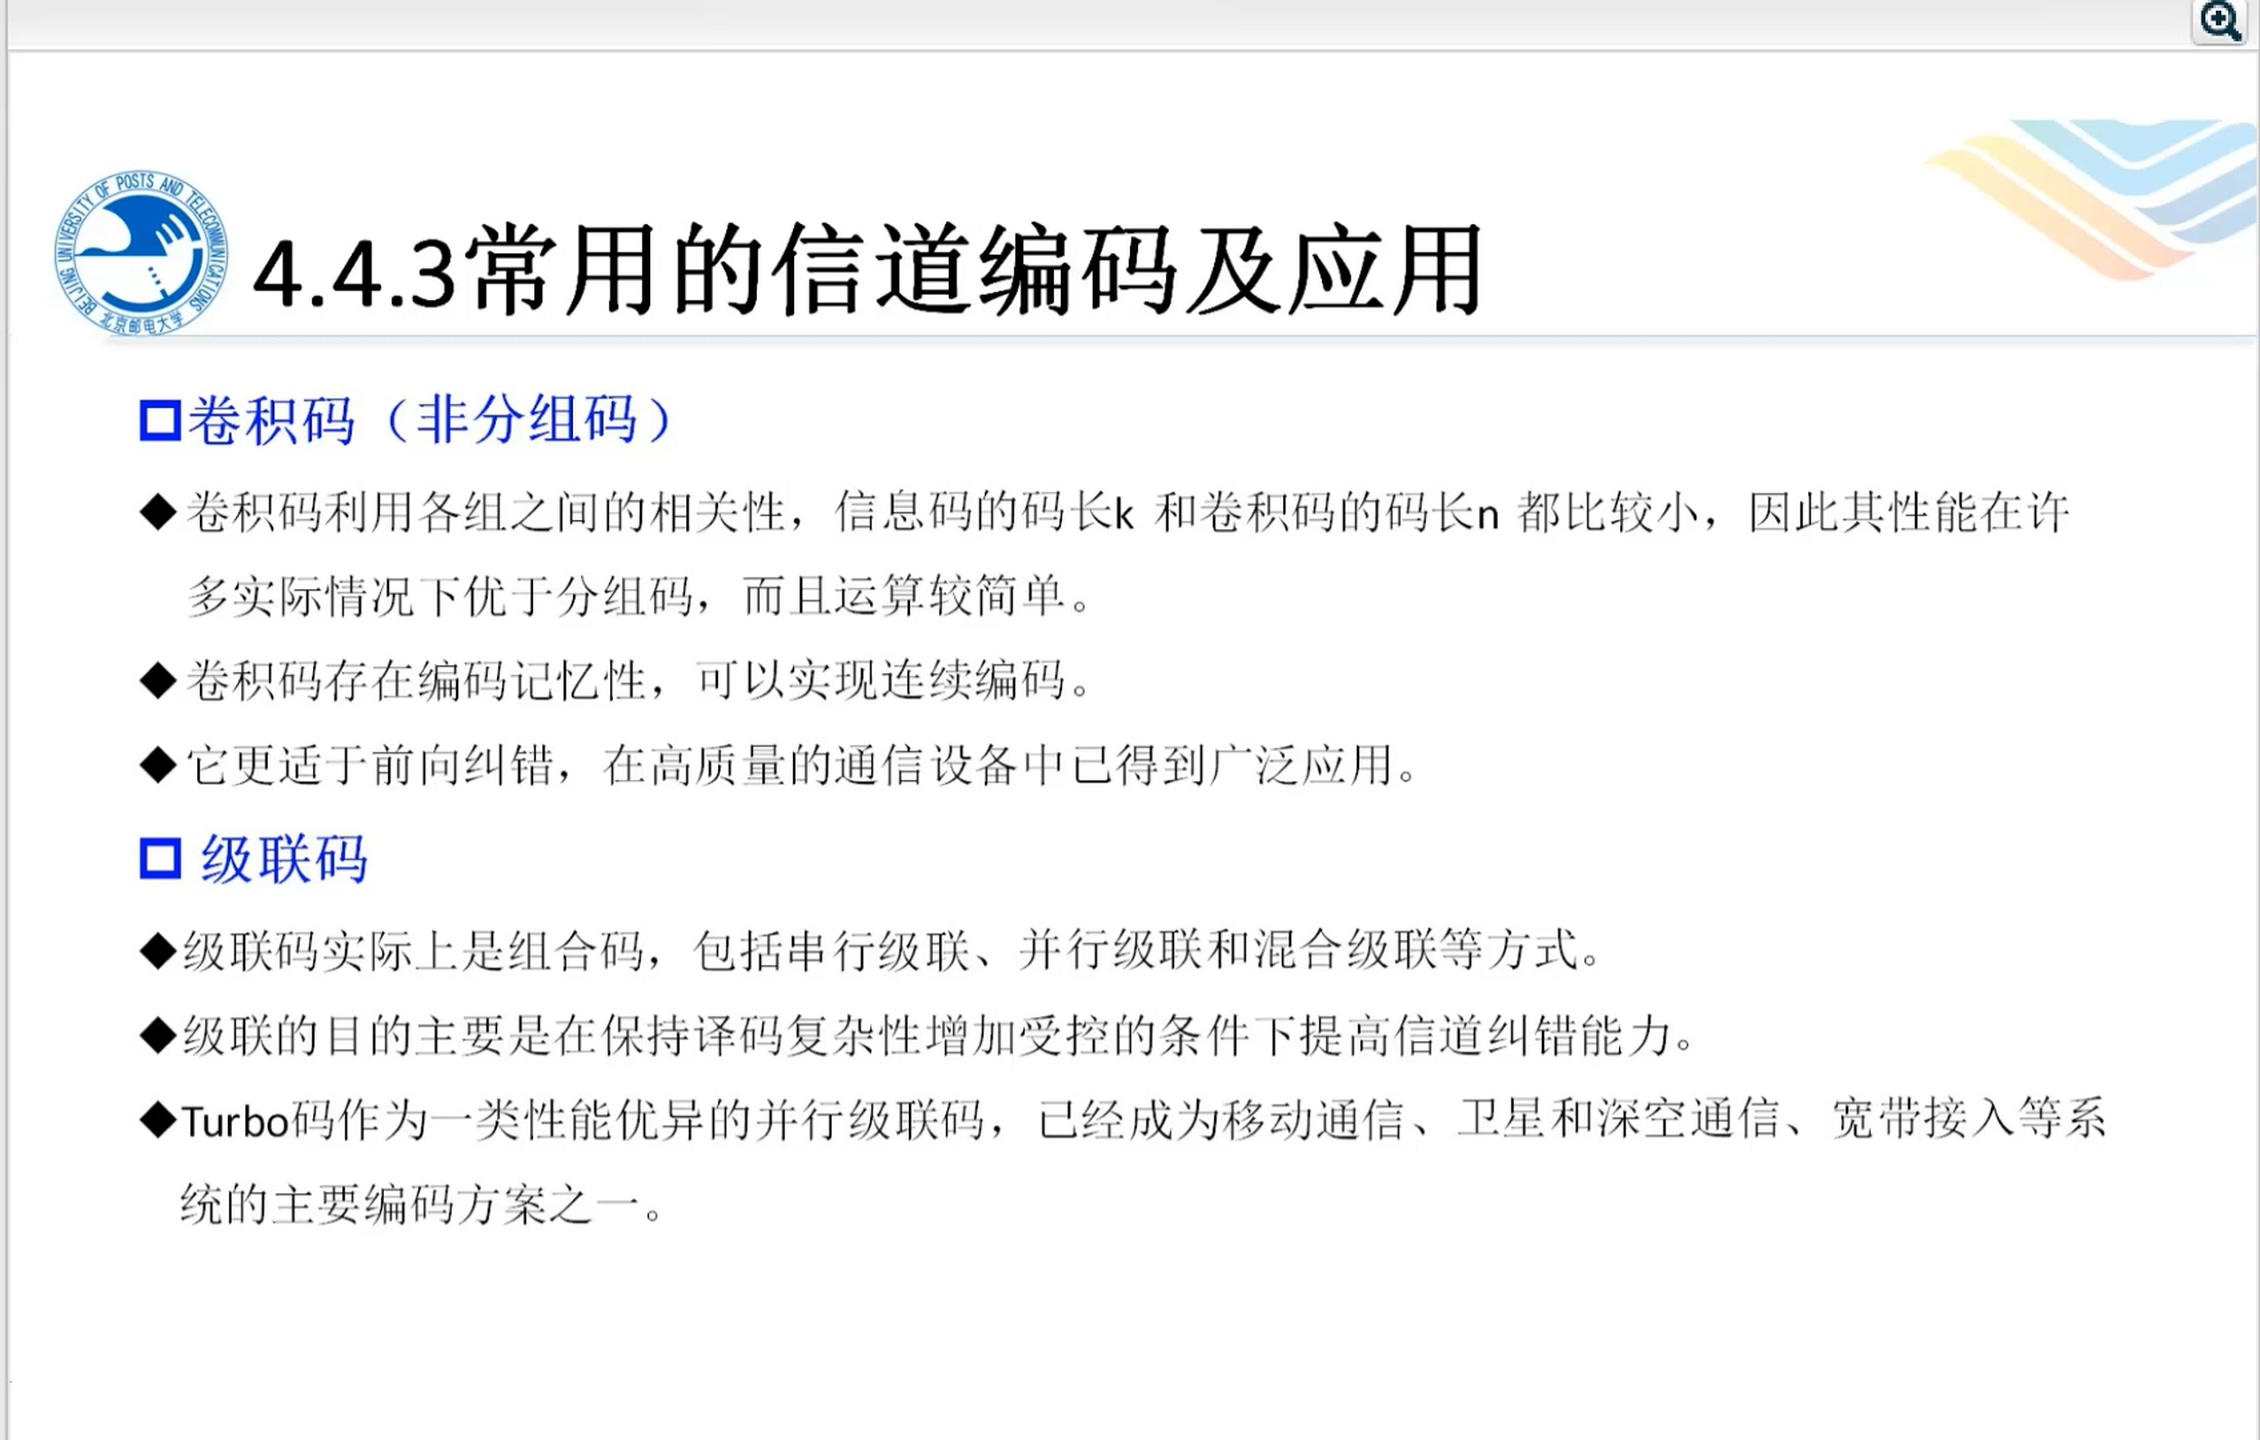 BEIJING UNIVERSITY OF POSTS AND TELECOMMUNICATIONS
北京邮电大学
4.4.3常用的信道编码及应用
卷积码（非分组码）
◆卷积码利用各组之间的相关性，信息码的码长k 和卷积码的码长n 都比较小，因此其性能在许
多实际情况下优于分组码，而且运算较简单。
◆卷积码存在编码记忆性，可以实现连续编码。
◆它更适于前向纠错，在高质量的通信设备中已得到广泛应用。
级联码
◆级联码实际上是组合码，包括串行级联、并行级联和混合级联等方式。
◆级联的目的主要是在保持译码复杂性增加受控的条件下提高信道纠错能力。
◆Turbo码作为一类性能优异的并行级联码，已经成为移动通信、卫星和深空通信、宽带接入等系
统的主要编码方案之一。